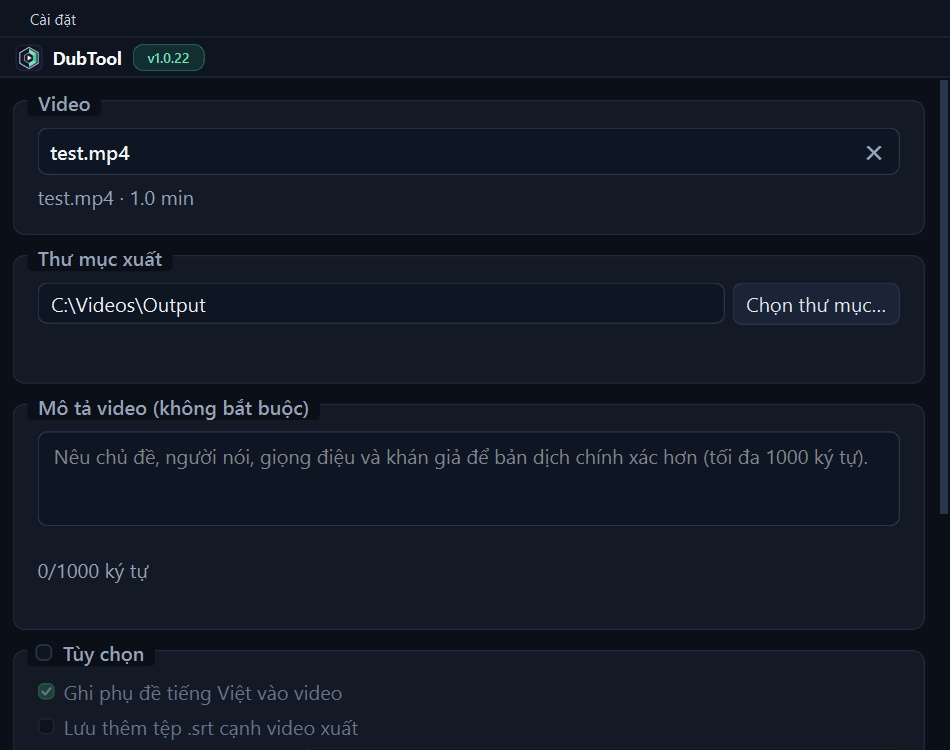 Cài đặt
DubTool v1.0.22
Video
test.mp4
test.mp4 · 1.0 min
Thư mục xuất
C:\Videos\Output Chọn thư mục...
Mô tả video (không bắt buộc)
Nêu chủ đề, người nói, giọng điệu và khán giả để bản dịch chính xác hơn (tối đa 1000 ký tự).
0/1000 ký tự
Tùy chọn
Ghi phụ đề tiếng Việt vào video
Lưu thêm tệp .srt cạnh video xuất